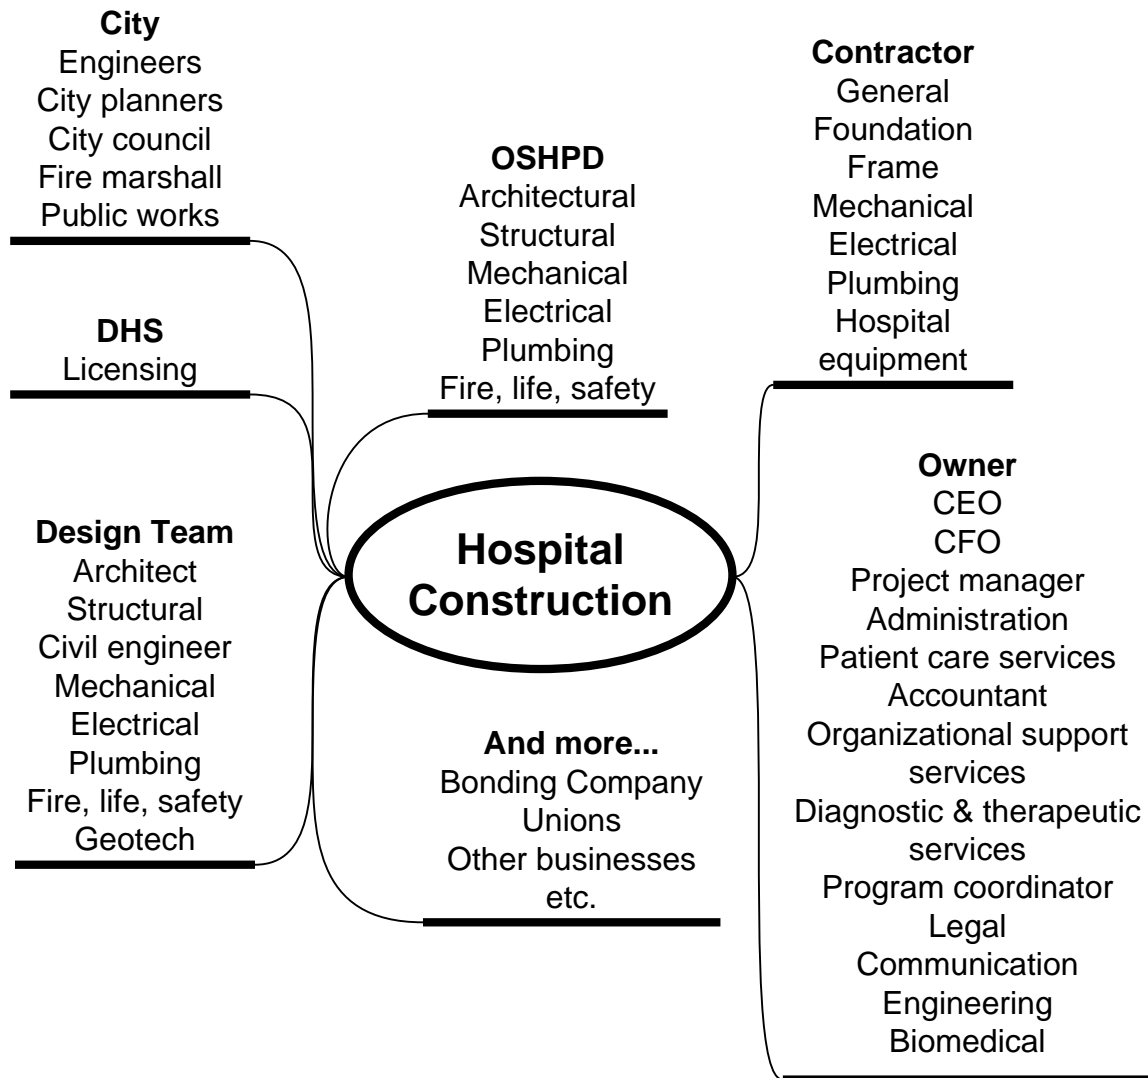 City
Engineers
City planners
City council
Fire marshall
Public works
DHS
Licensing
Design Team
Architect
Structural
Civil engineer
Mechanical
Electrical
Plumbing
Fire, life, safety
Geotech
OSHPD
Architectural
Structural
Mechanical
Electrical
Plumbing
Fire, life, safety
Hospital
Construction
And more...
Bonding Company
Unions
Other businesses
etc.
Contractor
General
Foundation
Frame
Mechanical
Electrical
Plumbing
Hospital
equipment
Owner
CEO
CFO
Project manager
Administration
Patient care services
Accountant
Organizational support
services
Diagnostic & therapeutic
services
Program coordinator
Legal
Communication
Engineering
Biomedical